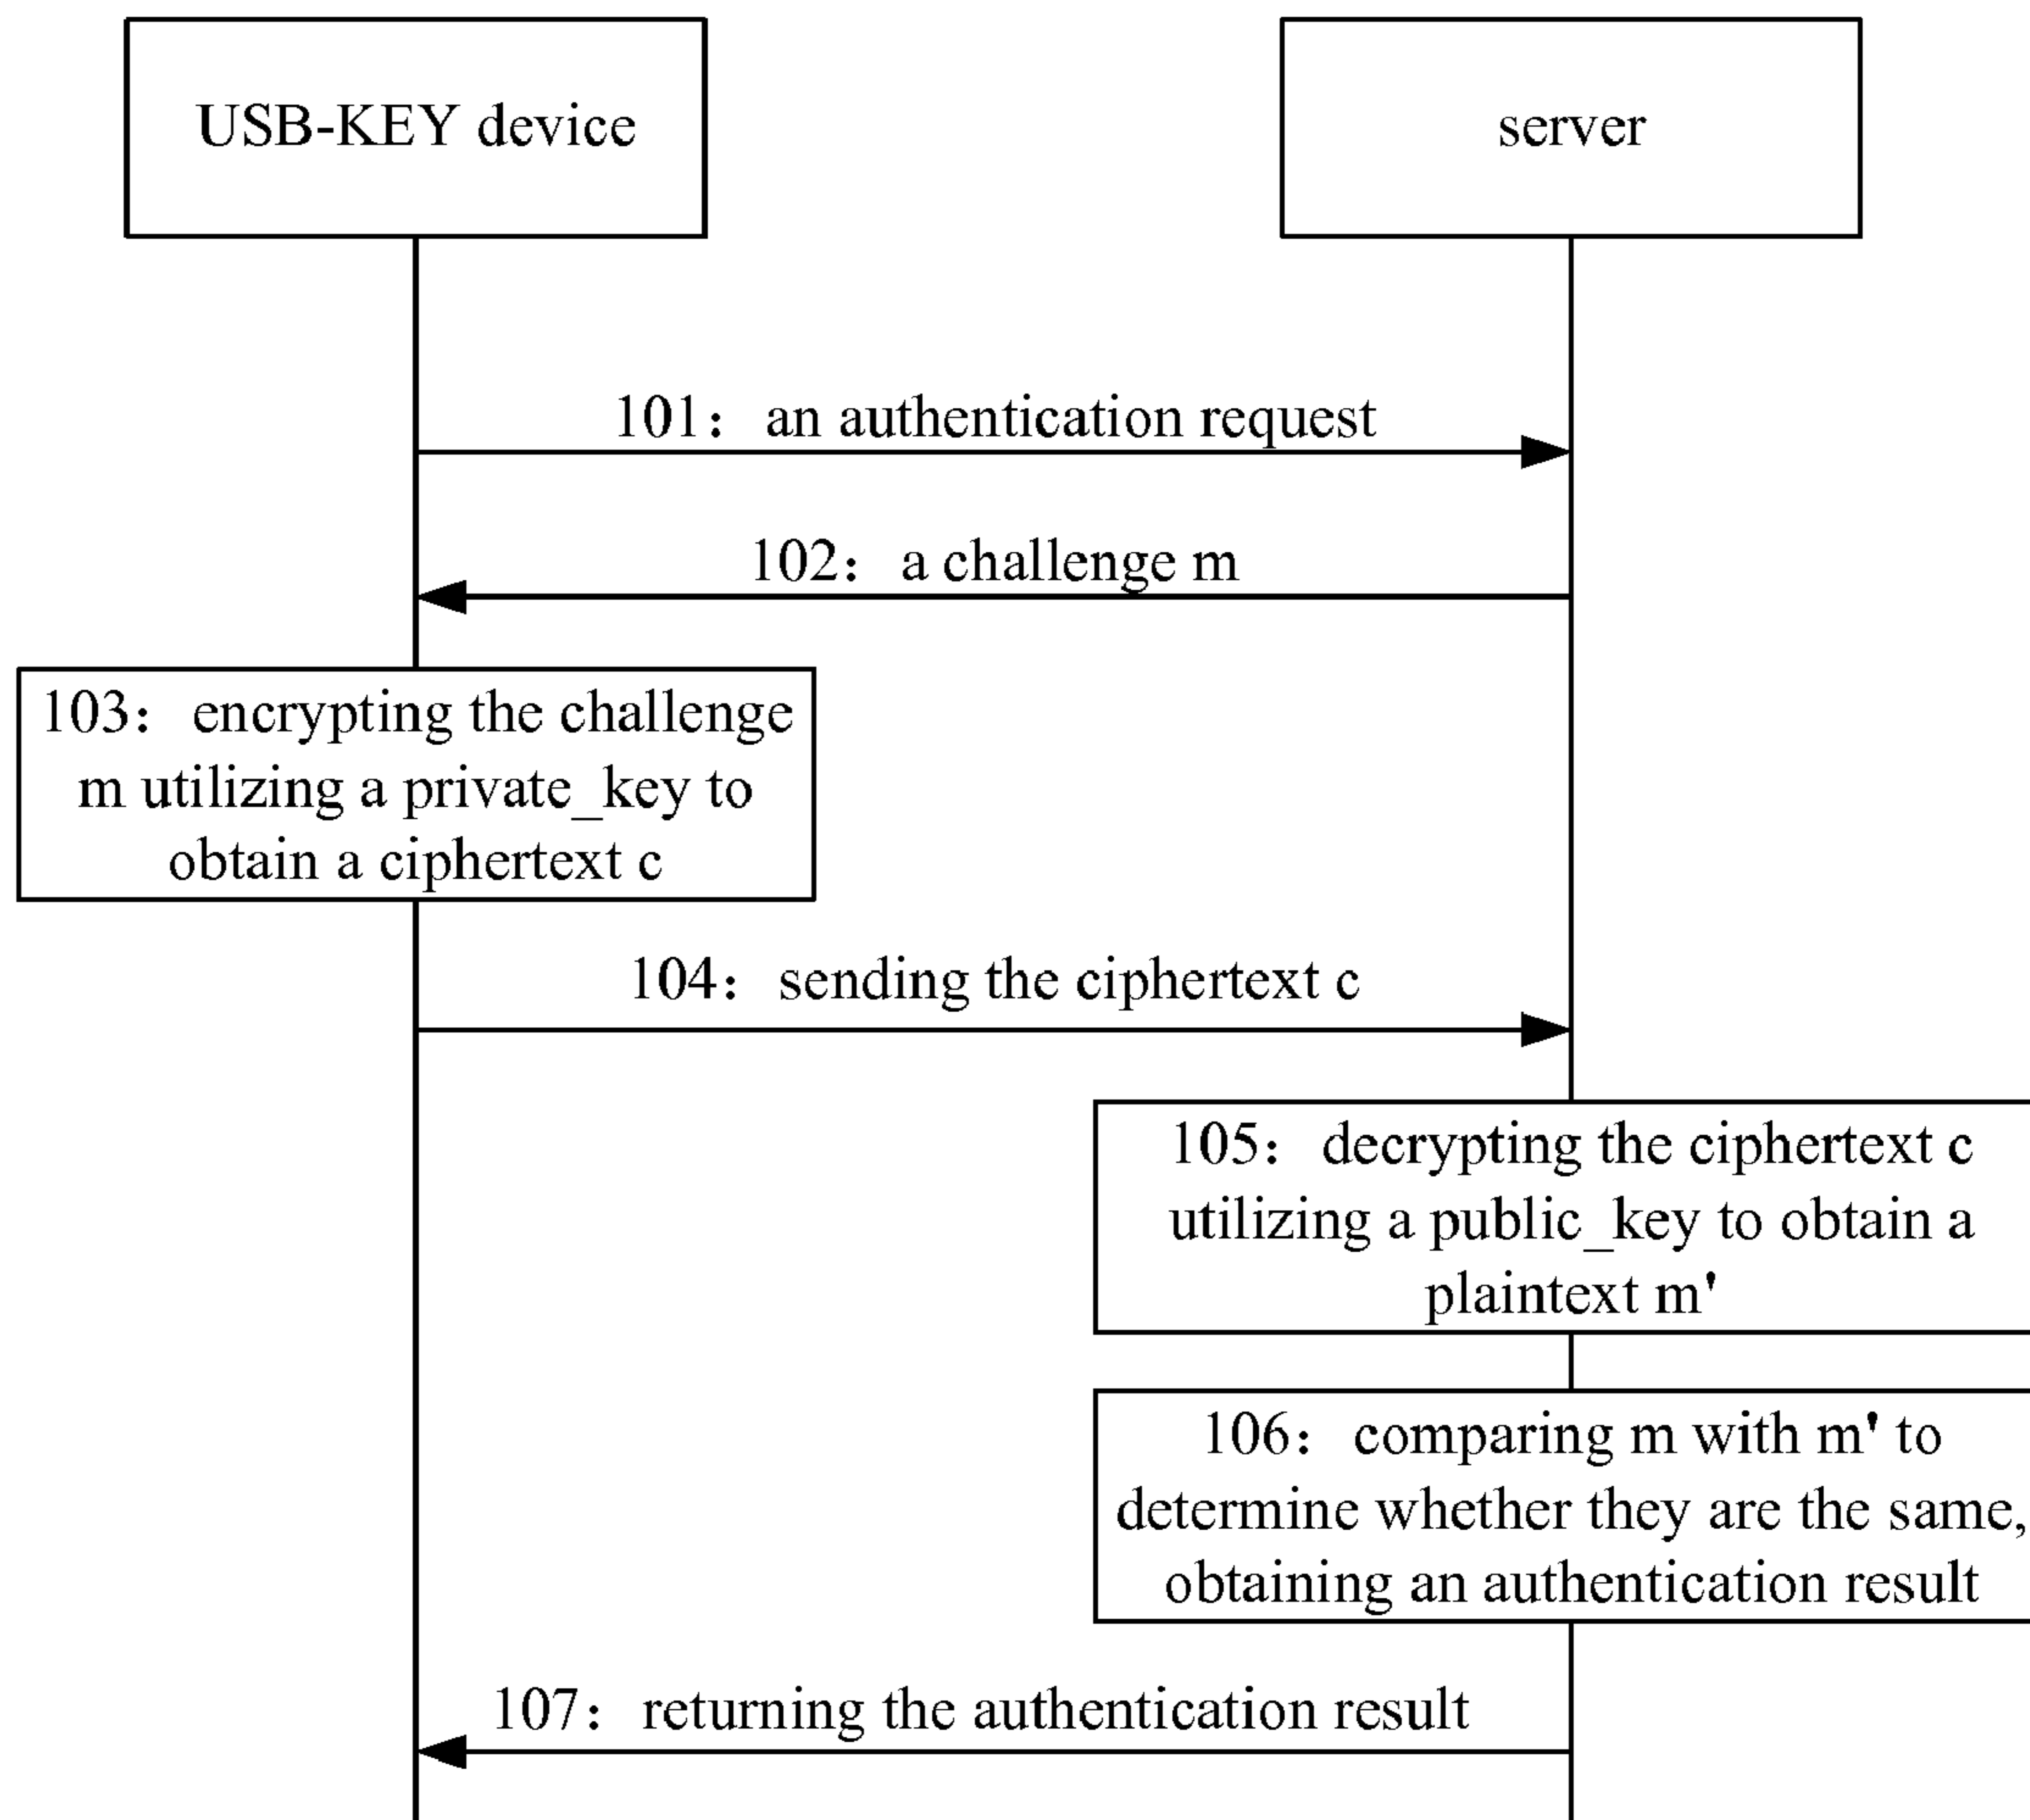 USB-KEY device
server
101： an authentication request
102： a challenge m
103： encrypting the challenge
m utilizing a private_key to
obtain a ciphertext c
104： sending the ciphertext c
105： decrypting the ciphertext c
utilizing a public_key to obtain a
plaintext m'
106： comparing m with m' to
determine whether they are the same,
obtaining an authentication result
107： returning the authentication result